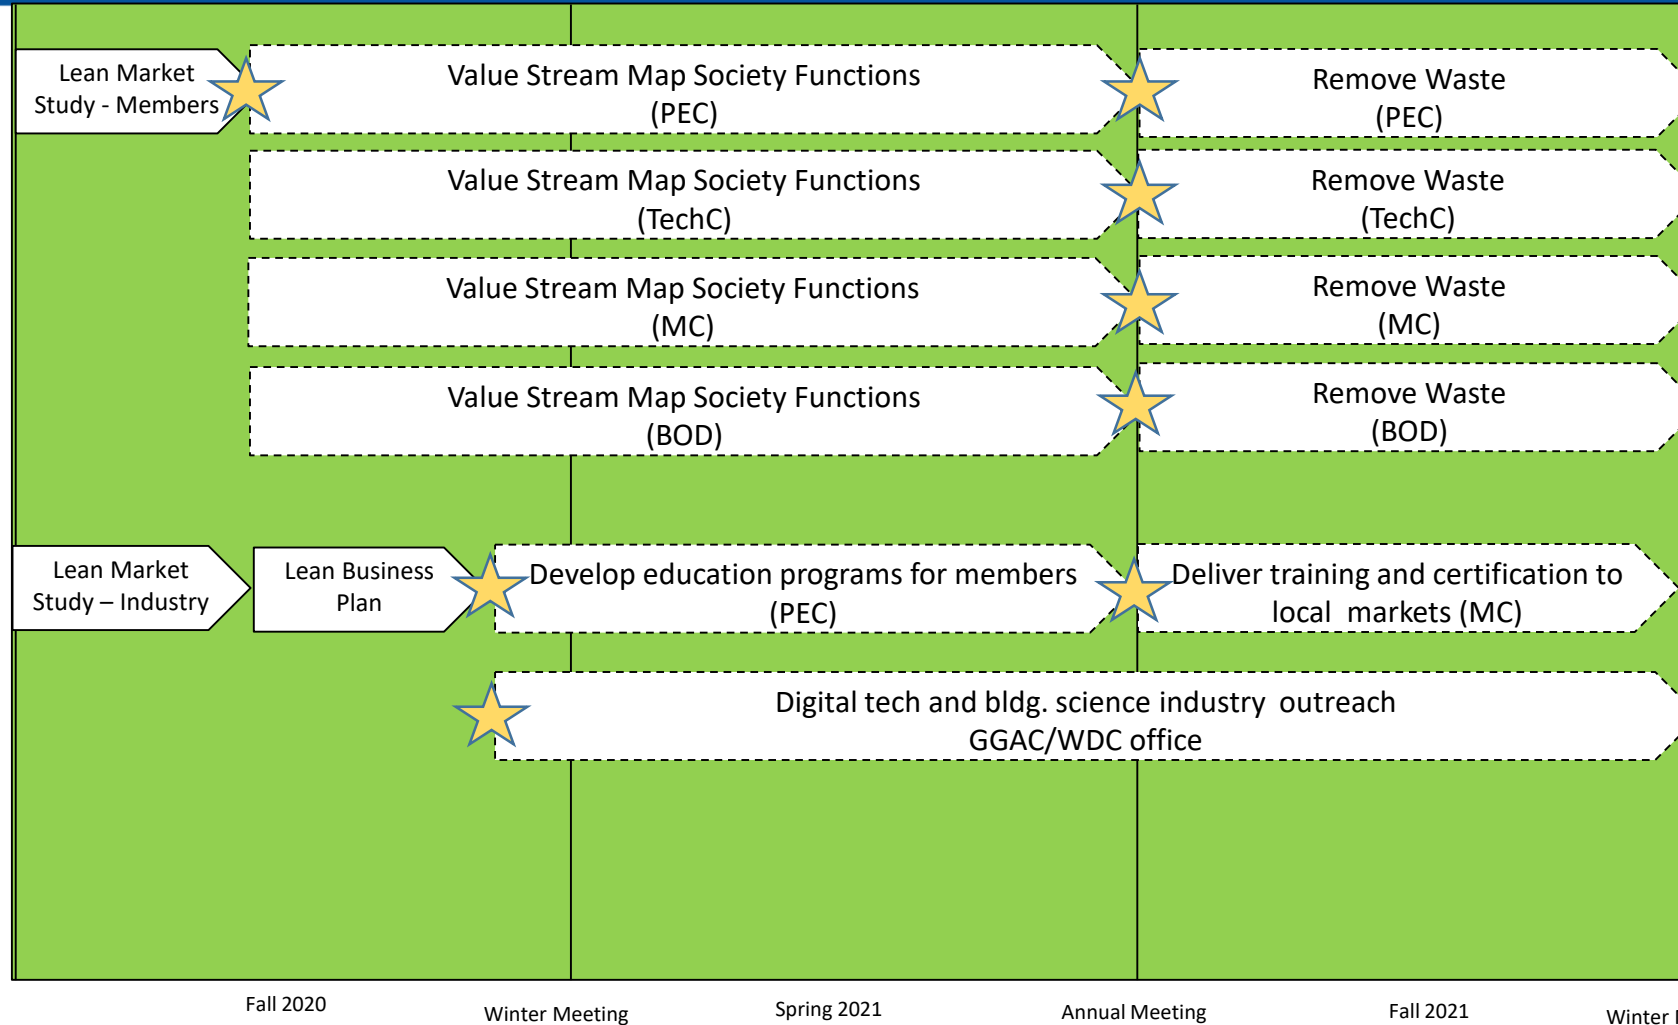 Lean Market
Study - Members
Value Stream Map Society Functions
(PEC)
Remove Waste
(PEC)
Value Stream Map Society Functions
(TechC)
Remove Waste
(TechC)
Value Stream Map Society Functions
(MC)
Remove Waste
(MC)
Value Stream Map Society Functions
(BOD)
Remove Waste
(BOD)
Lean Market
Study – Industry
Lean Business
Plan
Develop education programs for members
(PEC)
Deliver training and certification to
local  markets (MC)
Digital tech and bldg. science industry  outreach
GGAC/WDC office
Fall 2020
Winter Meeting
Spring 2021
Annual Meeting
Fall 2021
Winter